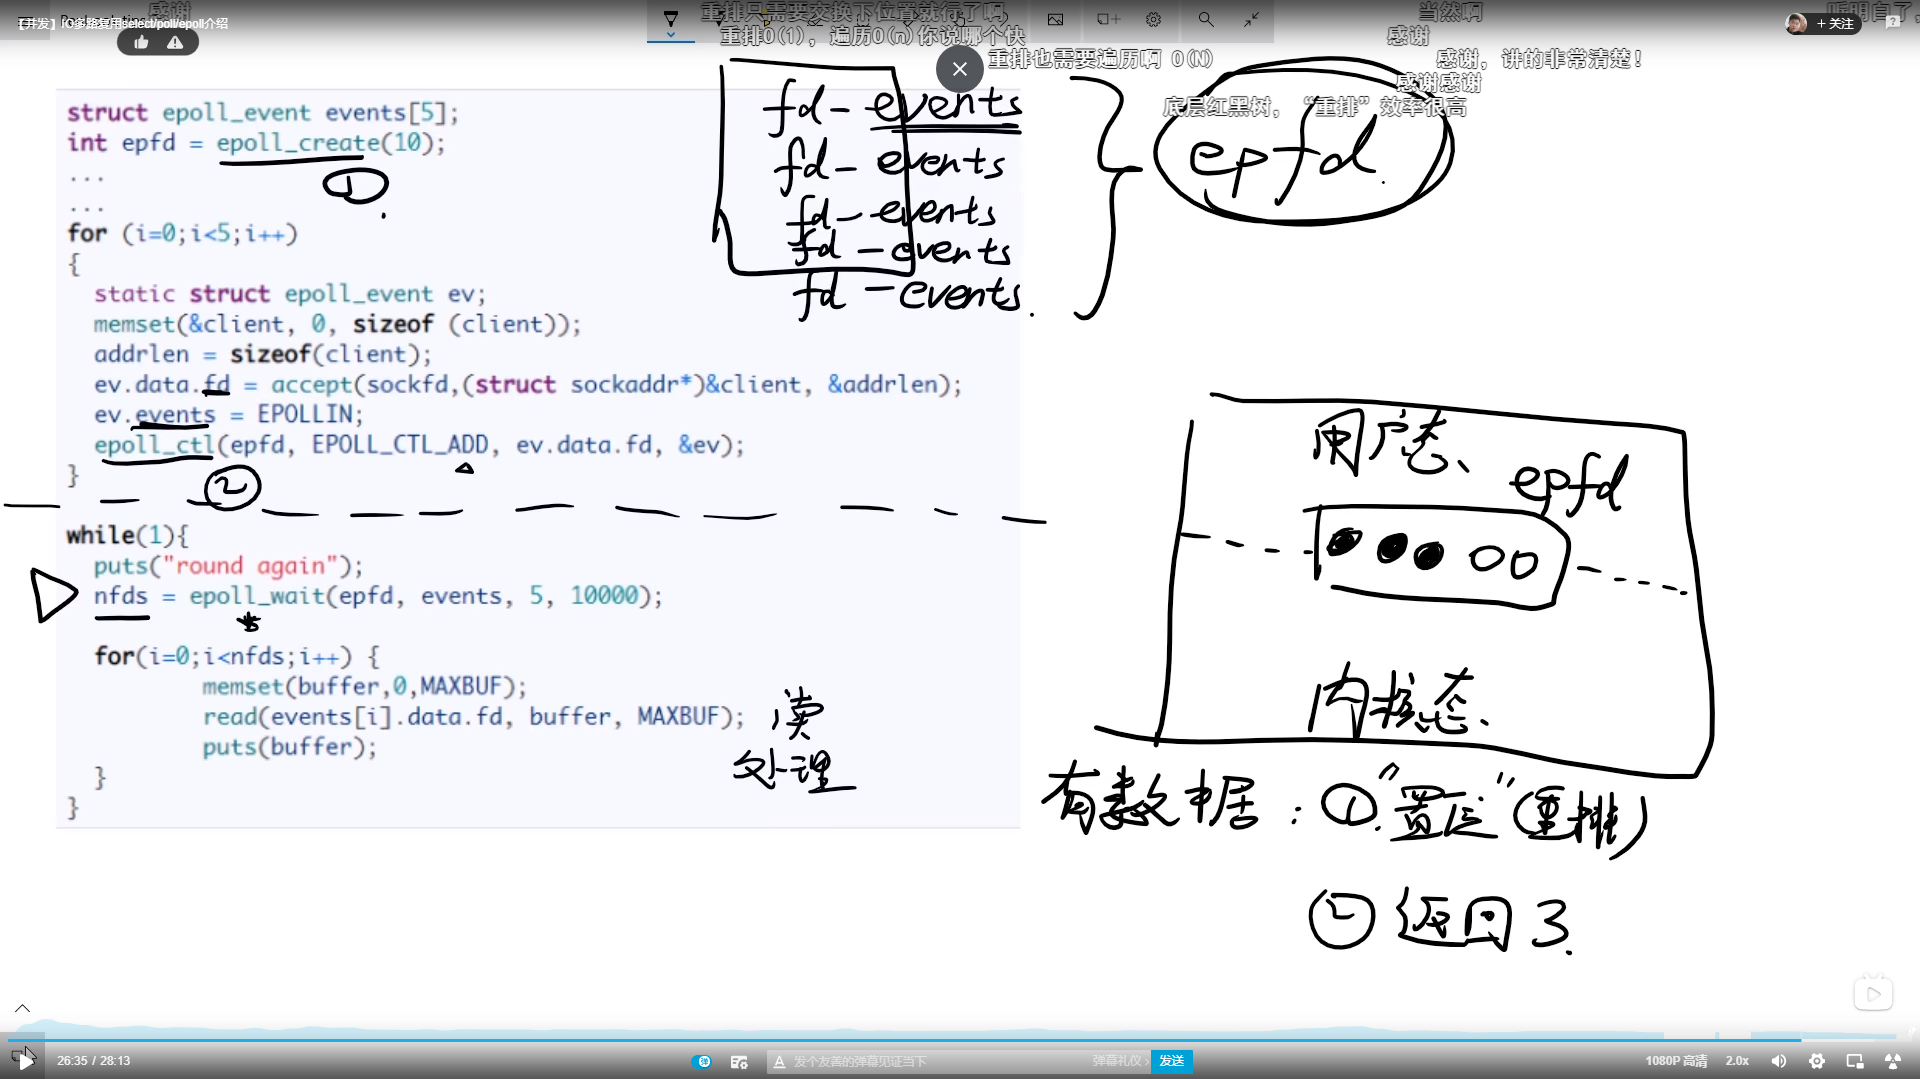 【并发】IO多路复用select/poll/epoll介绍
感谢
重排只需要交换下位置就行了啊
重排O(1)，遍历O(n)你说哪个快
重排也需要遍历啊 O(N)
当然啊
感谢
感谢，讲的非常清楚！
感谢感谢
底层红黑树，“重排”效率很高
+ 关注
struct epoll_event events[5];
int epfd = epoll_create(10);
...
...
for (i=0;i<5;i++)
{
static struct epoll_event ev;
memset(&client, 0, sizeof (client));
addrlen = sizeof(client);
ev.data.fd = accept(sockfd,(struct sockaddr*)&client, &addrlen);
ev.events = EPOLLIN;
epoll_ctl(epfd, EPOLL_CTL_ADD, ev.data.fd, &ev);
}
while(1){
puts("round again");
nfds = epoll_wait(epfd, events, 5, 10000);
for(i=0;i<nfds;i++) {
memset(buffer,0,MAXBUF);
read(events[i].data.fd, buffer, MAXBUF);
puts(buffer);
}
}
①
②
读
处理
fd - events
fd - events
fd - events
fd - events
fd - events
epfd
用户态
epfd
内核态
有数据：①“置位”(重排)
② 返回 3
26:35 / 28:13
弹
A 发个友善的弹幕见证当下
弹幕礼仪 >
发送
1080P 高清
2.0x